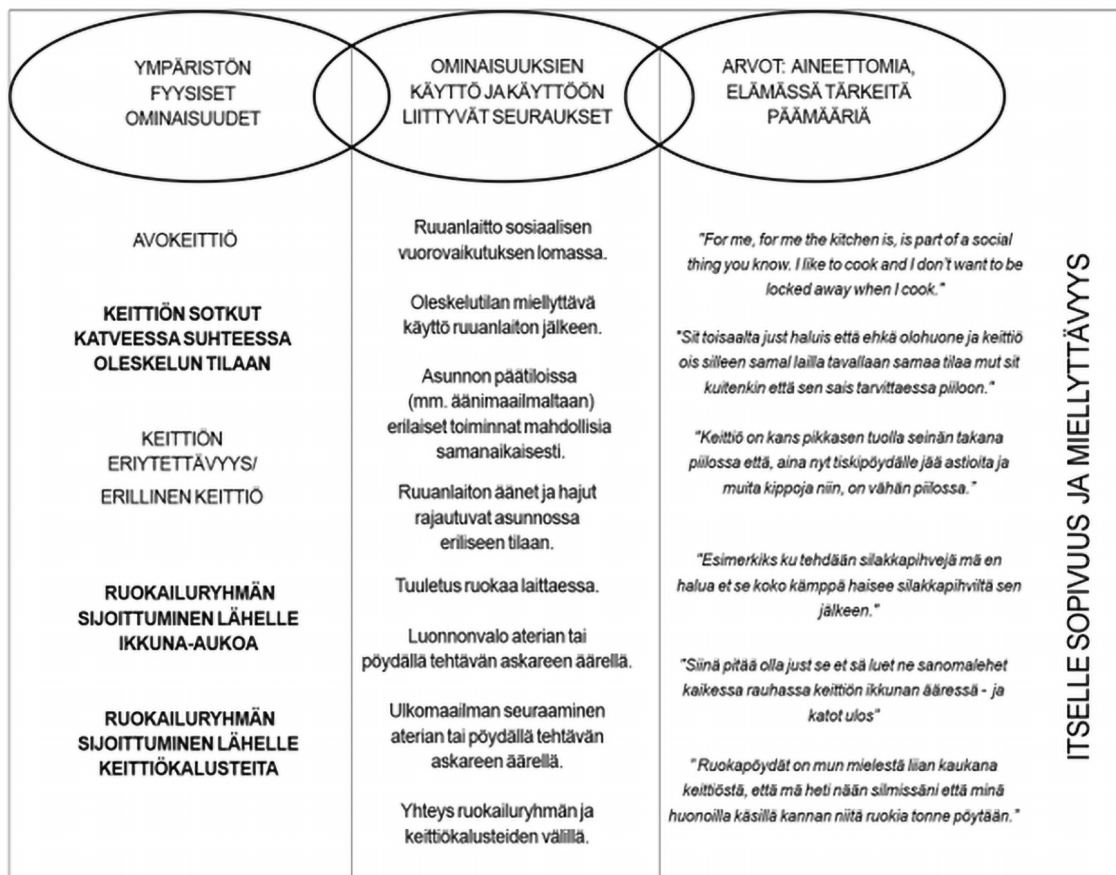 YMPÄRISTÖN
FYYSISET
OMINAISUUDET
OMINAISUUKSIEN
KÄYTTÖ JA KÄYTTÖÖN
LIITTYVÄT SEURAUKSET
ARVOT: AINEETTOMIA,
ELÄMÄSSÄ TÄRKEITÄ
PÄÄMÄÄRIÄ
AVOKEITTIÖ
KEITTIÖN SOTKUT
KATVEESSA SUHTEESSA
OLESKELUN TILAAN
KEITTIÖN
ERIYTETTÄVYYS/
ERILLINEN KEITTIÖ
RUOKAILURYHMÄN
SIJOITTUMINEN LÄHELLE
IKKUNA-AUKOA
RUOKAILURYHMÄN
SIJOITTUMINEN LÄHELLE
KEITTIÖKALUSTEITA
Ruuanlaitto sosiaalisen
vuorovaikutuksen lomassa.
Oleskelutilan miellyttävä
käyttö ruuanlaiton jälkeen.
Asunnon päätiloissa
(mm. äänimaailmaltaan)
erilaiset toiminnat mahdollisia
samanaikaisesti.
Ruuanlaiton äänet ja hajut
rajautuvat asunnossa
eriliseen tilaan.
Tuuletus ruokaa laittaessa.
Luonnonvalo aterian tai
pöydällä tehtävän askareen äärellä.
Ulkomaailman seuraaminen
aterian tai pöydällä tehtävän
askareen äärellä.
Yhteys ruokailuryhmän ja
keittiökalusteiden välillä.
"For me, for me the kitchen is, is part of a social
thing you know. I like to cook and I don't want to be
locked away when I cook."
"Sit toisaalta just haluis että ehkä olohuone ja keittiö
ois silleen samal lailla tavallaan samaa tilaa mut sit
kuitenkin että sen sais tarvittaessa piiloon."
"Keittiö on kans pikkasen tuolla seinän takana
piilossa että, aina nyt tiskipöydälle jää astioita ja
muita kippoja niin, on vähän piilossa."
"Esimerkiks ku tehdään silakkapihvejä mä en
halua et se koko kämppä haisee silakkapihviltä sen
jälkeen."
"Siinä pitää olla just se et sä luet ne sanomalehet
kaikessa rauhassa keittiön ikkunan ääressä - ja
katot ulos"
"Ruokapöydät on mun mielestä liian kaukana
keittiöstä, että mä heti nään silmissäni että minä
huonoilla käsillä kannan niitä ruokia tonne pöytään."
ITSELLE SOPIVUUS JA MIELLYTTÄVYYS